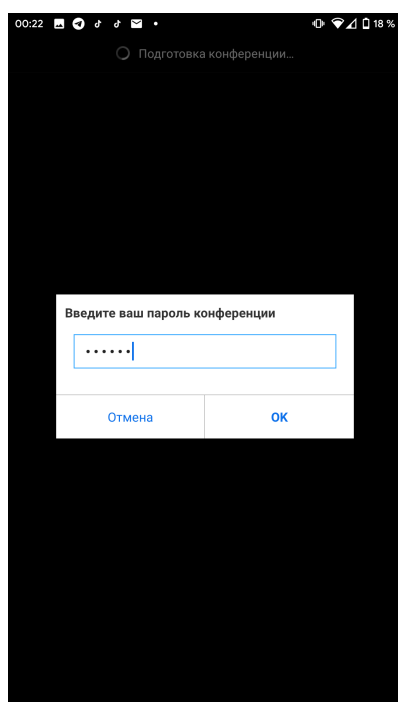 00:22 18 %
Подготовка конференции...
Введите ваш пароль конференции
••••••
Отмена OK